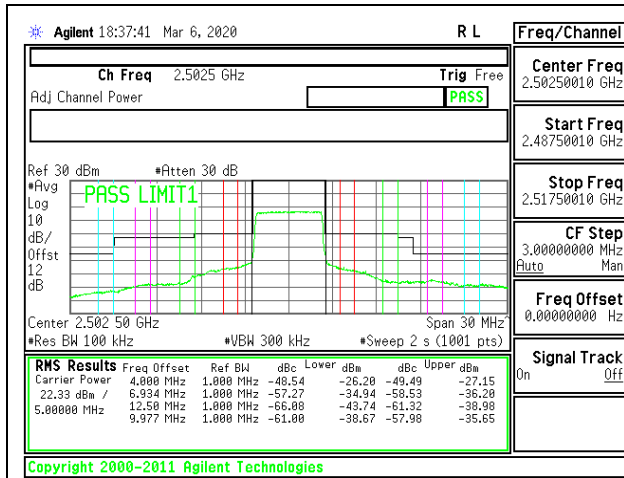 Agilent 18:37:41 Mar 6, 2020 R L
Ch Freq 2.5025 GHz Trig Free
Adj Channel Power PASS
Ref 30 dBm #Atten 30 dB
#Avg
Log
10
dB/
Offst
12
dB
PASS LIMIT1
Center 2.502 50 GHz Span 30 MHz
#Res BW 100 kHz #VBW 300 kHz #Sweep 2 s (1001 pts)
RMS Results Freq Offset Ref BW dBc Lower dBm dBc Upper dBm
Carrier Power 4.000 MHz 1.000 MHz -48.54 -26.20 -49.49 -27.15
22.33 dBm / 6.934 MHz 1.000 MHz -57.27 -34.94 -58.53 -36.20
5.00000 MHz 12.50 MHz 1.000 MHz -66.08 -43.74 -61.32 -38.98
9.977 MHz 1.000 MHz -61.00 -38.67 -57.98 -35.65
Copyright 2000-2011 Agilent Technologies
Freq/Channel
Center Freq
2.50250010 GHz
Start Freq
2.48750010 GHz
Stop Freq
2.51750010 GHz
CF Step
3.00000000 MHz
Auto Man
Freq Offset
0.00000000 Hz
Signal Track
On Off